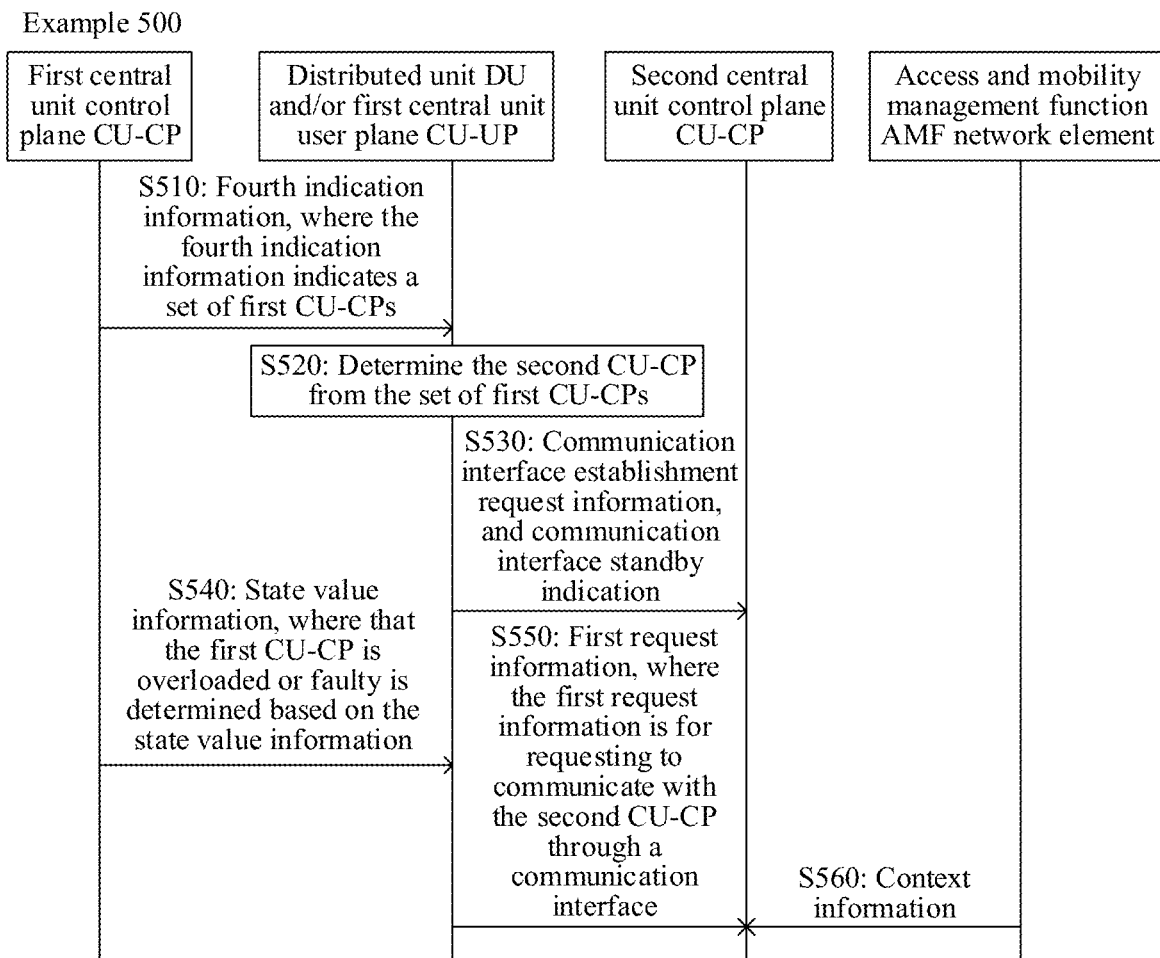 Example 500
First central
unit control
plane CU-CP
Distributed unit DU
and/or first central unit
user plane CU-UP
Second central
unit control plane
CU-CP
Access and mobility
management function
AMF network element
S510: Fourth indication
information, where the
fourth indication
information indicates a
set of first CU-CPs
S520: Determine the second CU-CP
from the set of first CU-CPs
S530: Communication
interface establishment
request information,
and communication
interface standby
indication
S540: State value
information, where that
the first CU-CP is
overloaded or faulty is
determined based on the
state value information
S550: First request
information, where
the first request
information is for
requesting to
communicate with
the second CU-CP
through a
communication
interface
S560: Context
information